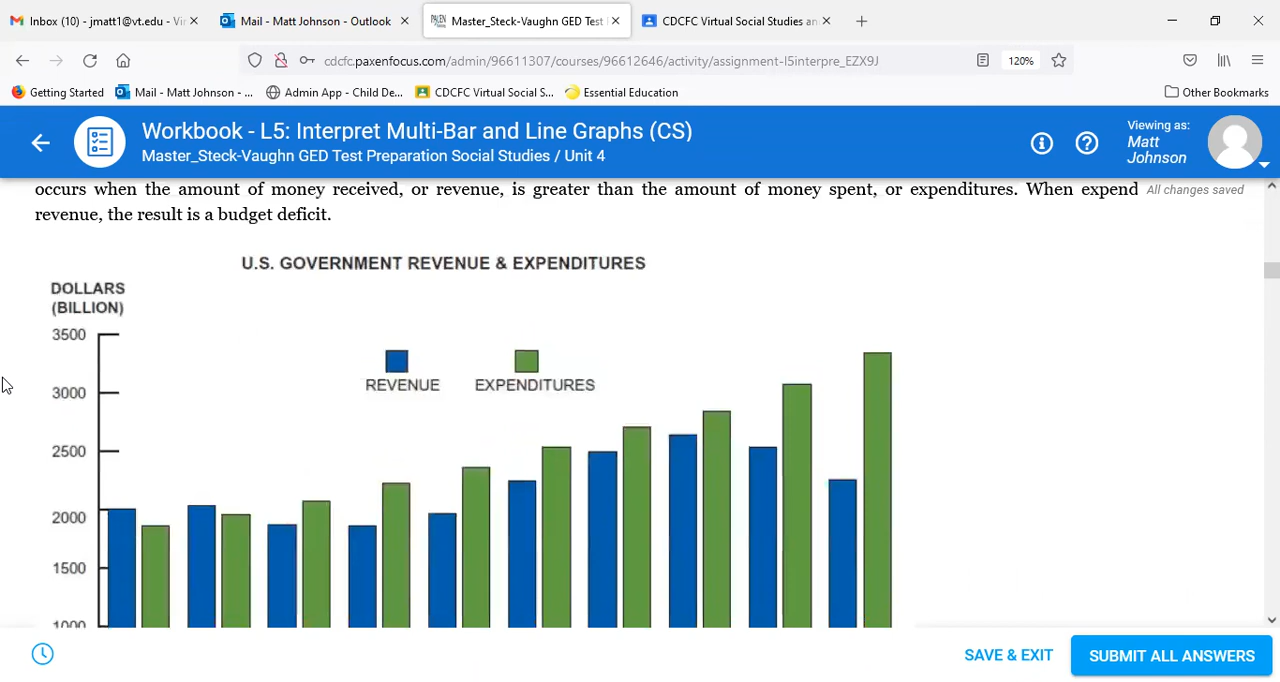 Inbox (10) - jmatt1@vt.edu - Vir
Mail - Matt Johnson - Outlook
Master_Steck-Vaughn GED Test
CDCFC Virtual Social Studies an
cdcfc.paxenfocus.com/admin/96611307/courses/96612646/activity/assignment-l5interpre_EZX9J
120%
Getting Started
Mail - Matt Johnson - ...
Admin App - Child De...
CDCFC Virtual Social S...
Essential Education
Other Bookmarks
Workbook - L5: Interpret Multi-Bar and Line Graphs (CS)
Master_Steck-Vaughn GED Test Preparation Social Studies / Unit 4
Viewing as:
Matt
Johnson
occurs when the amount of money received, or revenue, is greater than the amount of money spent, or expenditures. When expend
All changes saved
revenue, the result is a budget deficit.
U.S. GOVERNMENT REVENUE & EXPENDITURES
DOLLARS
(BILLION)
3500
REVENUE
EXPENDITURES
3000
2500
2000
1500
1000
SAVE & EXIT
SUBMIT ALL ANSWERS